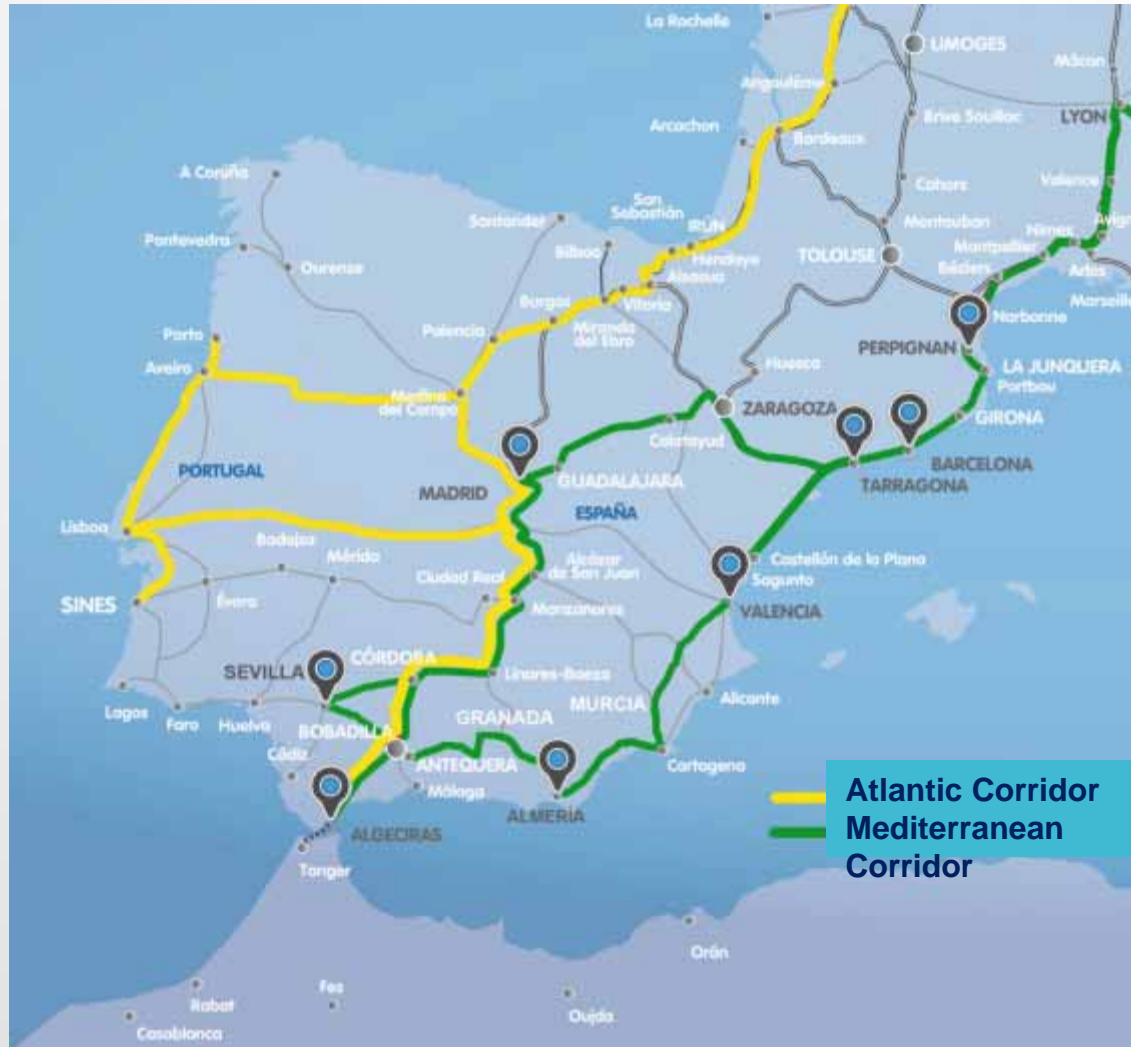 La Rochelle
LIMOGES
Mâcon
Angoulême
LYON
Arcachon
Bordeaux
Brive Souillac
A Coruña
Cahors
Valence
San
Sebastián
Santander
IRÚN
Montauban
Avign
Pontevedra
Bilbao
Hendaye
TOLOUSE
Montpellier
Nimes
Ourense
Alsasua
Béziers
Arles
Marseille
Burgos
Vitoria
Narbonne
Porto
Palencia
Miranda
del Ebro
PERPIGNAN
Aveiro
Huesca
LA JUNQUERA
Portbou
Medina
del Campo
ZARAGOZA
GIRONA
Calatayud
PORTUGAL
BARCELONA
MADRID
GUADALAJARA
TARRAGONA
ESPAÑA
Lisboa
Badajoz
Mérida
Alcázar
de San Juan
Castellón de la Plana
Ciudad Real
Sagunto
SINES
Évora
Manzanares
VALENCIA
SEVILLA
CÓRDOBA
Linares-Baeza
Lagos
Faro
Huelva
GRANADA
MURCIA
Alicante
BOBADILLA
Cádiz
ANTEQUERA
Cartagena
Málaga
ALGECIRAS
ALMERÍA
Tanger
Atlantic Corridor
Mediterranean
Corridor
Orán
Rabat
Fes
Oujda
Casablanca